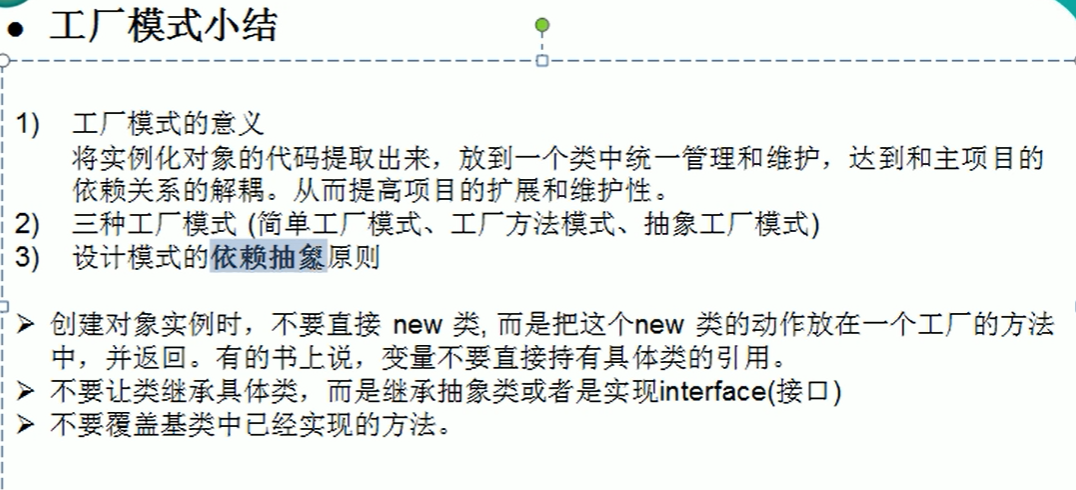 ● 工厂模式小结
1) 工厂模式的意义
将实例化对象的代码提取出来，放到一个类中统一管理和维护，达到和主项目的
依赖关系的解耦。从而提高项目的扩展和维护性。
2) 三种工厂模式 (简单工厂模式、工厂方法模式、抽象工厂模式)
3) 设计模式的依赖抽象原则
➢ 创建对象实例时，不要直接 new 类, 而是把这个new 类的动作放在一个工厂的方法
中，并返回。有的书上说，变量不要直接持有具体类的引用。
➢ 不要让类继承具体类，而是继承抽象类或者是实现interface(接口)
➢ 不要覆盖基类中已经实现的方法。